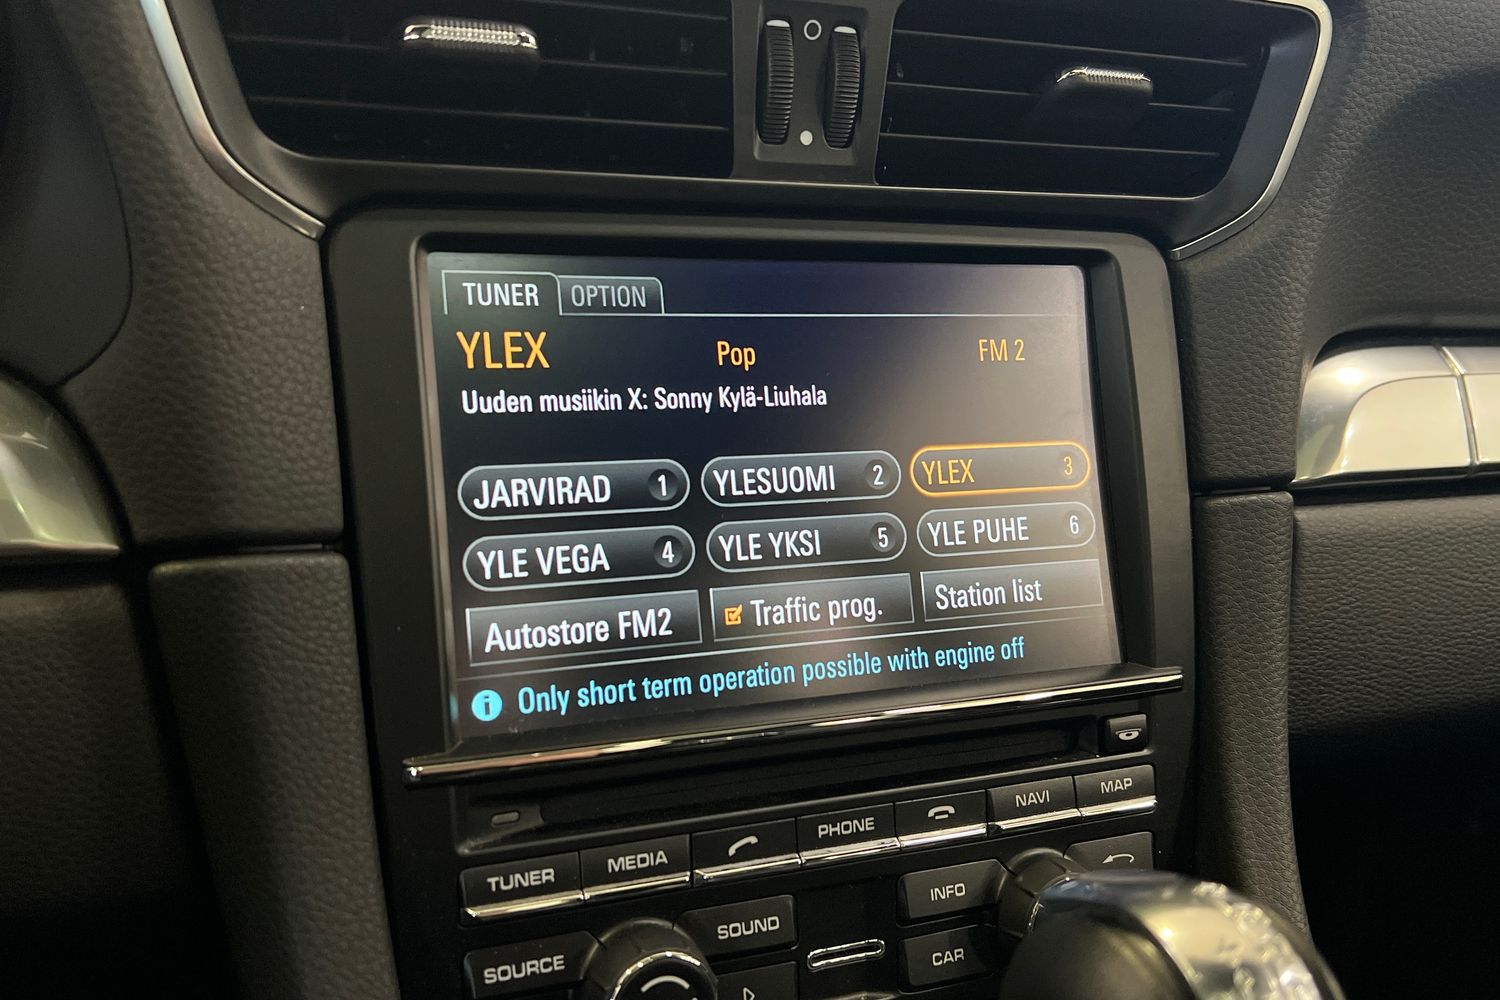 TUNER OPTION
YLEX Pop FM 2
Uuden musiikin X: Sonny Kylä-Liuhala
JARVIRAD 1 YLESUOMI 2 YLEX 3
YLE VEGA 4 YLE YKSI 5 YLE PUHE 6
Autostore FM2 Traffic prog. Station list
i Only short term operation possible with engine off
TUNER MEDIA PHONE NAVI MAP
SOUND INFO
SOURCE CAR